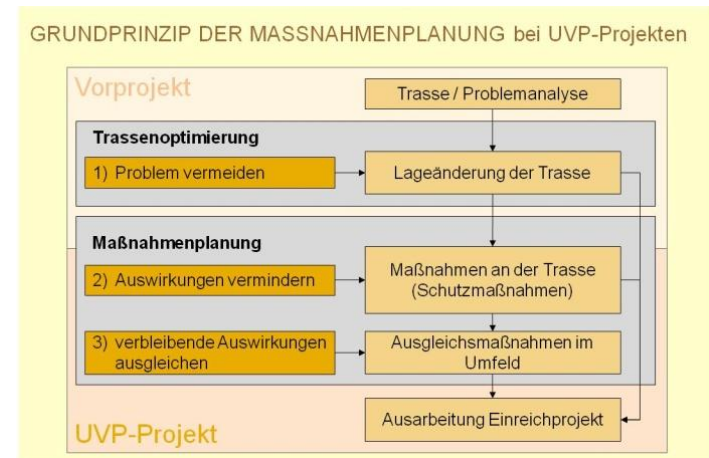 GRUNDPRINZIP DER MASSNAHMENPLANUNG bei UVP-Projekten
Vorprojekt
Trasse / Problemanalyse
Trassenoptimierung
1) Problem vermeiden
Lageänderung der Trasse
Maßnahmenplanung
2) Auswirkungen vermindern
Maßnahmen an der Trasse
(Schutzmaßnahmen)
3) verbleibende Auswirkungen
ausgleichen
Ausgleichsmaßnahmen im
Umfeld
Ausarbeitung Einreichprojekt
UVP-Projekt